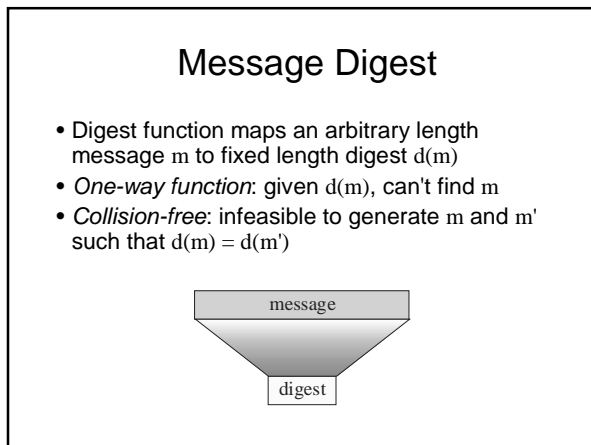 Message Digest
• Digest function maps an arbitrary length
message m to fixed length digest d(m)
• One-way function: given d(m), can't find m
• Collision-free: infeasible to generate m and m'
such that d(m) = d(m')
message
digest